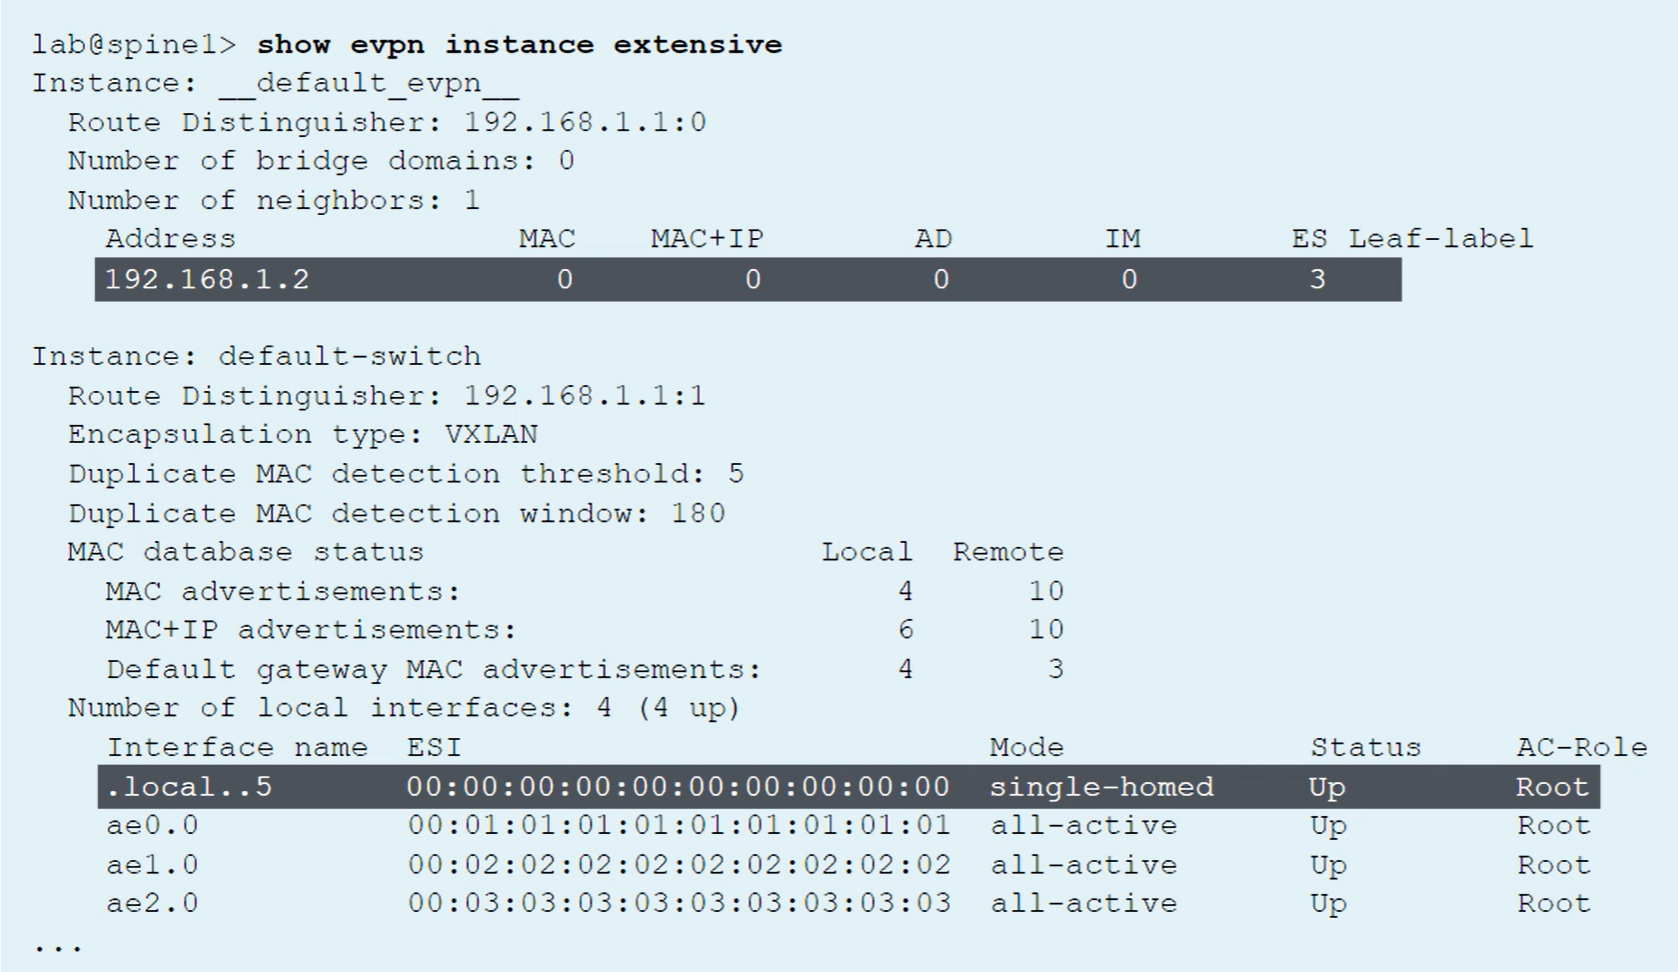 lab@spine1> show evpn instance extensive
Instance: __default_evpn__
Route Distinguisher: 192.168.1.1:0
Number of bridge domains: 0
Number of neighbors: 1
Address MAC MAC+IP AD IM ES Leaf-label
192.168.1.2 0 0 0 0 3
Instance: default-switch
Route Distinguisher: 192.168.1.1:1
Encapsulation type: VXLAN
Duplicate MAC detection threshold: 5
Duplicate MAC detection window: 180
MAC database status Local Remote
MAC advertisements: 4 10
MAC+IP advertisements: 6 10
Default gateway MAC advertisements: 4 3
Number of local interfaces: 4 (4 up)
Interface name ESI Mode Status AC-Role
.local..5 00:00:00:00:00:00:00:00:00:00 single-homed Up Root
ae0.0 00:01:01:01:01:01:01:01:01:01 all-active Up Root
ae1.0 00:02:02:02:02:02:02:02:02:02 all-active Up Root
ae2.0 00:03:03:03:03:03:03:03:03:03 all-active Up Root
...